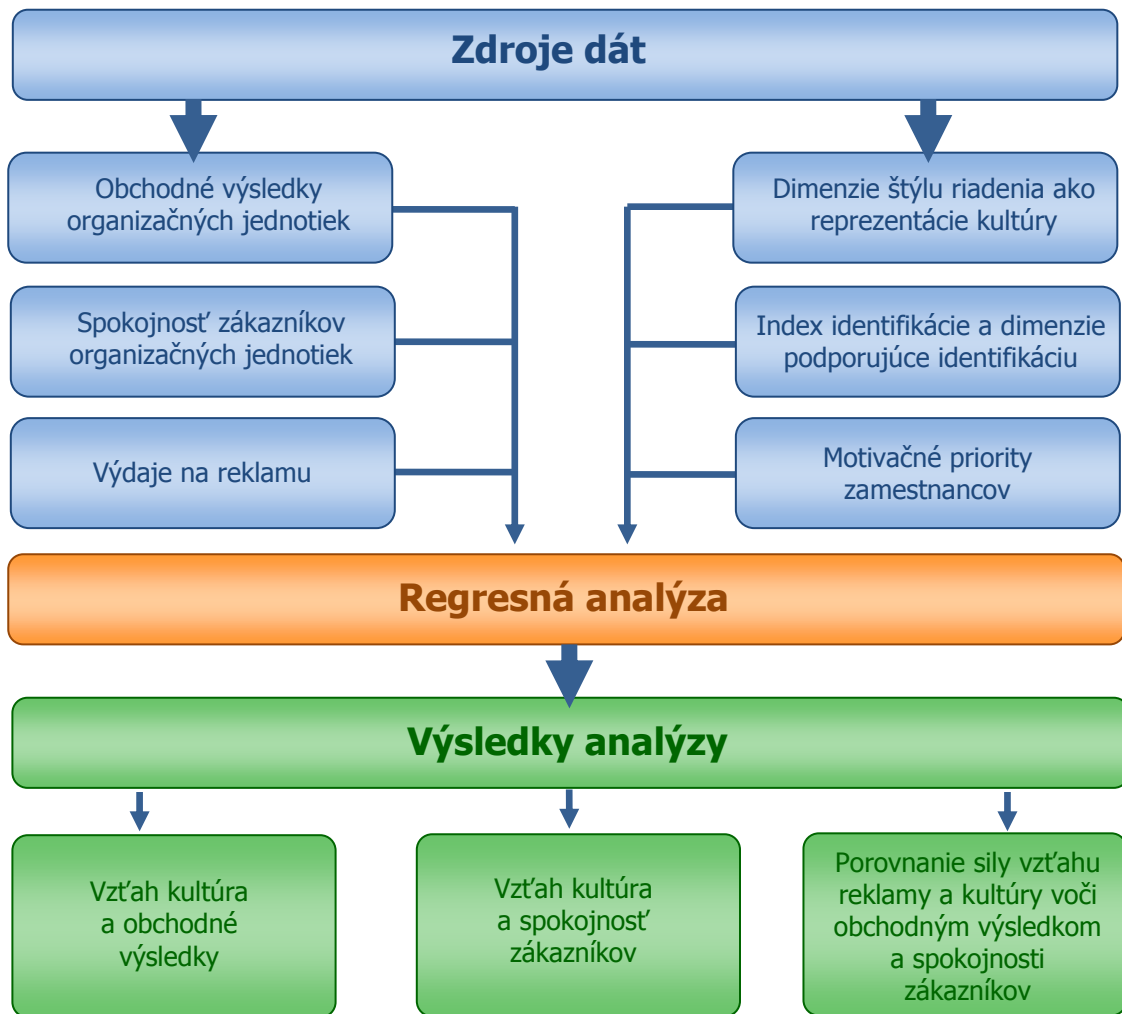 Zdroje dát
Obchodné výsledky
organizačných jednotiek
Dimenzie štýlu riadenia ako
reprezentácie kultúry
Spokojnosť zákazníkov
organizačných jednotiek
Index identifikácie a dimenzie
podporujúce identifikáciu
Výdaje na reklamu
Motivačné priority
zamestnancov
Regresná analýza
Výsledky analýzy
Vzťah kultúra
a obchodné
výsledky
Vzťah kultúra
a spokojnosť
zákazníkov
Porovnanie sily vzťahu
reklamy a kultúry voči
obchodným výsledkom
a spokojnosti
zákazníkov